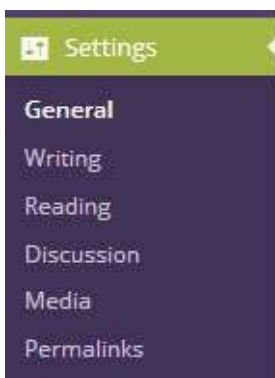 Settings
General
Writing
Reading
Discussion
Media
Permalinks